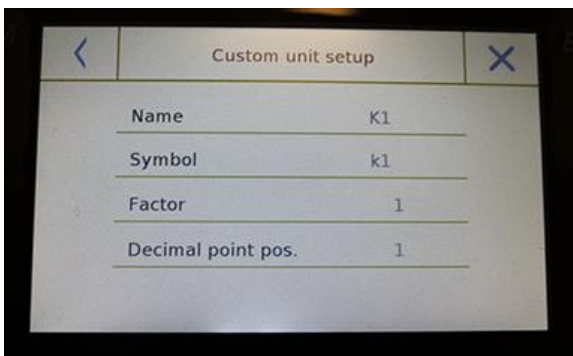 Custom unit setup
Name K1
Symbol k1
Factor 1
Decimal point pos. 1